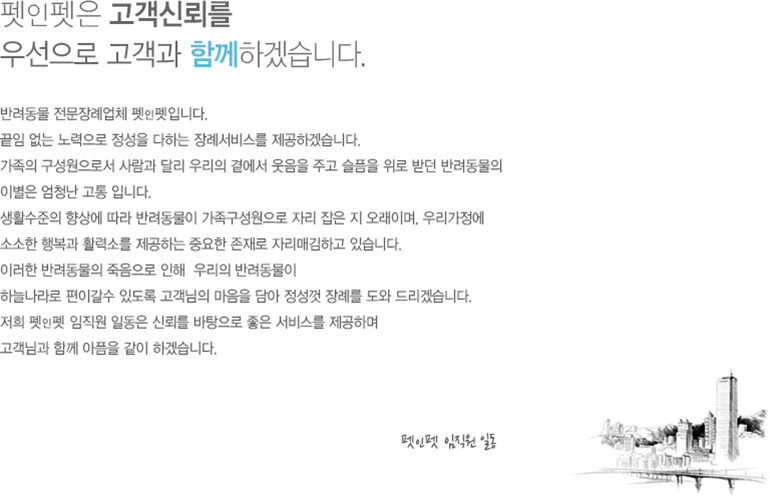 펫인펫은 고객신뢰를
우선으로 고객과 함께하겠습니다.
반려동물 전문장례업체 펫인펫입니다.
끝임 없는 노력으로 정성을 다하는 장례서비스를 제공하겠습니다.
가족의 구성원으로서 사람과 달리 우리의 곁에서 웃음을 주고 슬픔을 위로 받던 반려동물의
이별은 엄청난 고통 입니다.
생활수준의 향상에 따라 반려동물이 가족구성원으로 자리 잡은 지 오래이며, 우리가정에
소소한 행복과 활력소를 제공하는 중요한 존재로 자리매김하고 있습니다.
이러한 반려동물의 죽음으로 인해 우리의 반려동물이
하늘나라로 편이갈수 있도록 고객님의 마음을 담아 정성껏 장례를 도와 드리겠습니다.
저희 펫인펫 임직원 일동은 신뢰를 바탕으로 좋은 서비스를 제공하며
고객님과 함께 아픔을 같이 하겠습니다.
펫인펫 임직원 일동